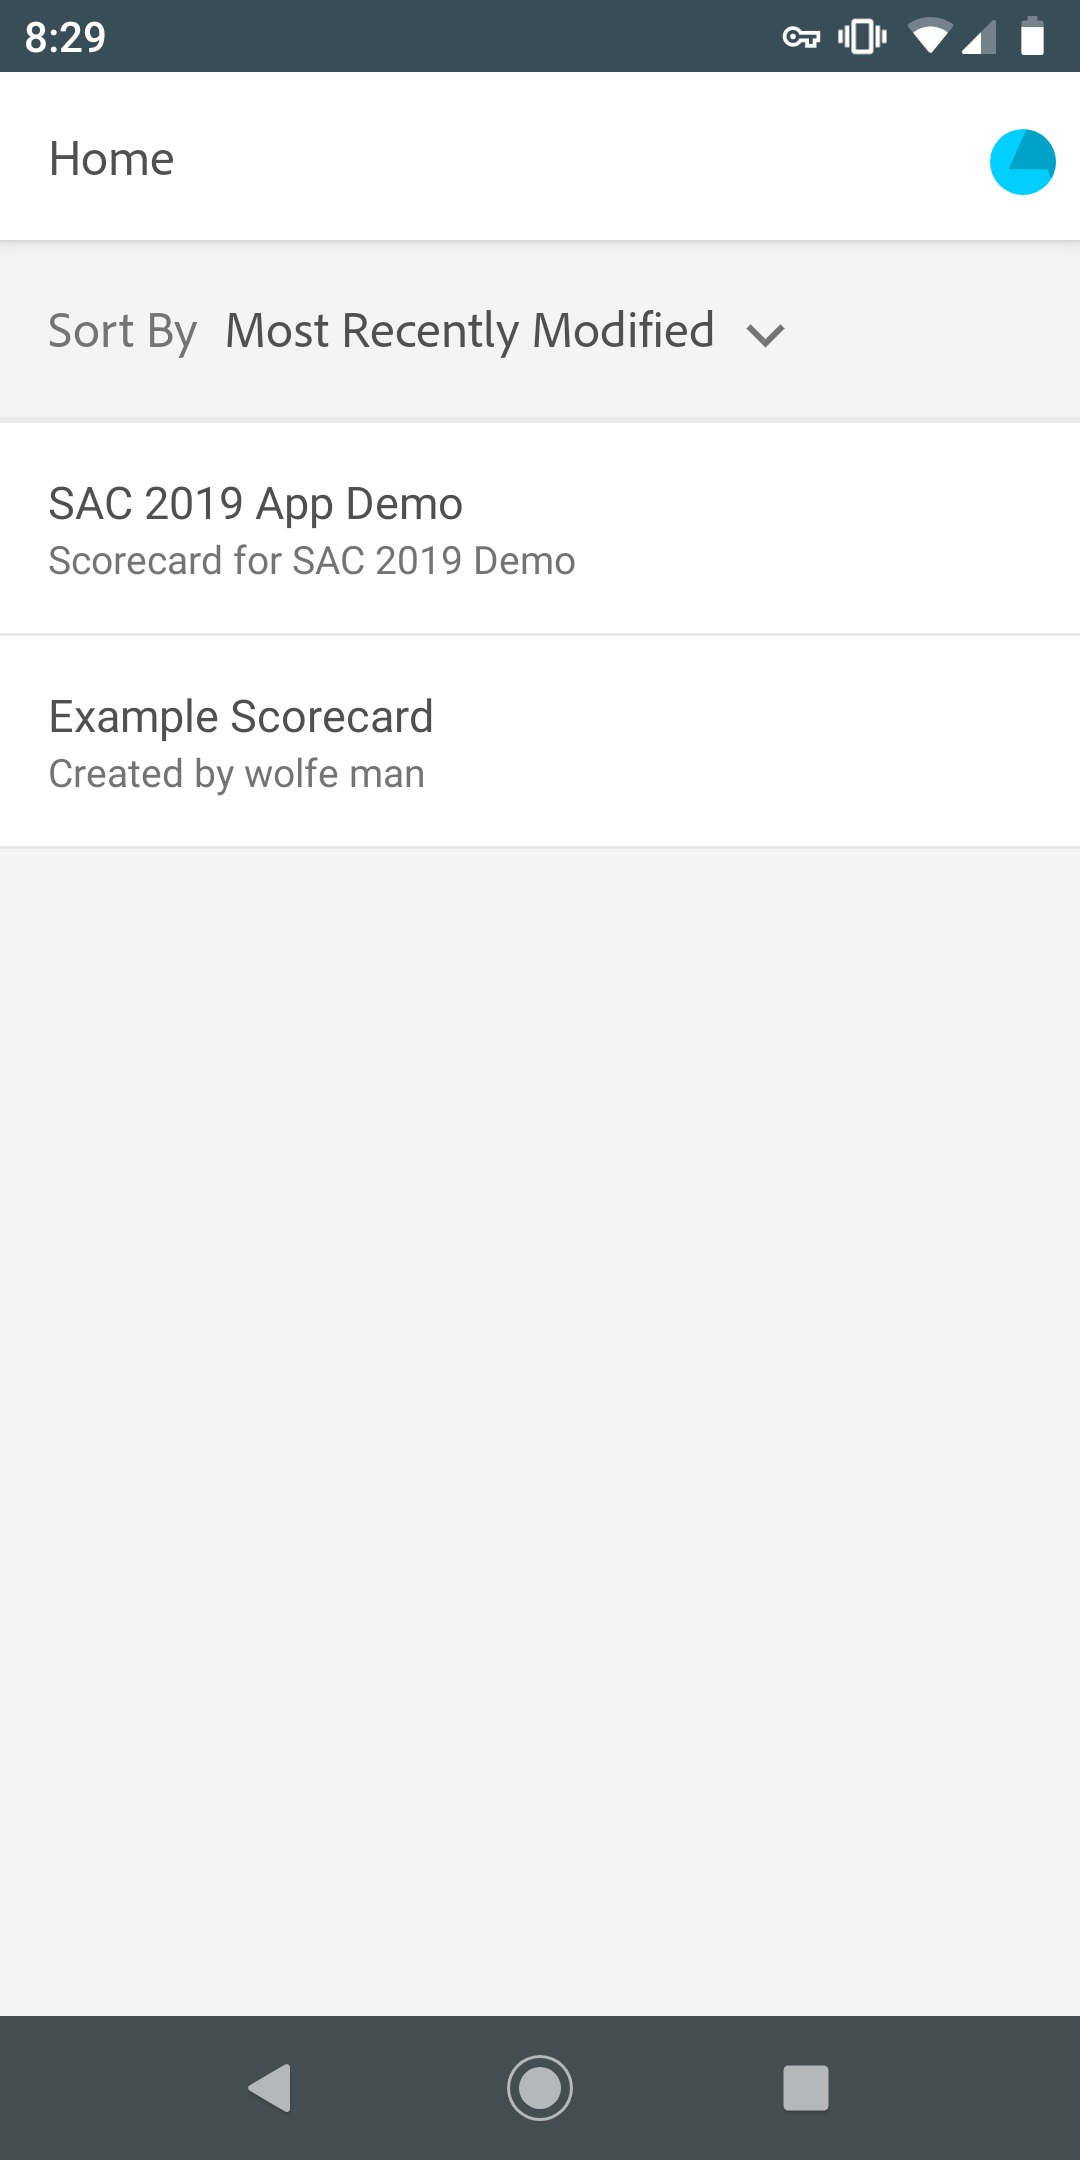 8:29
Home
Sort By Most Recently Modified
SAC 2019 App Demo
Scorecard for SAC 2019 Demo
Example Scorecard
Created by wolfe man